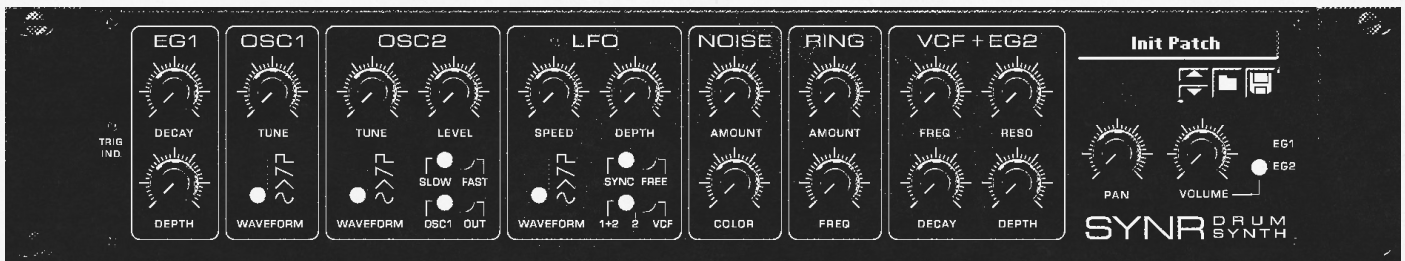 EG1 OSC1 OSC2 LFO NOISE RING VCF + EG2
Init Patch
DECAY TUNE TUNE LEVEL SPEED DEPTH AMOUNT AMOUNT FREQ RESO
TRIG
IND.
EG1
SLOW FAST SYNC FREE EG2
PAN VOLUME
DEPTH WAVEFORM WAVEFORM OSC1 OUT WAVEFORM 1+2 2 VCF COLOR FREQ DECAY DEPTH
SYNR DRUM
SYNTH